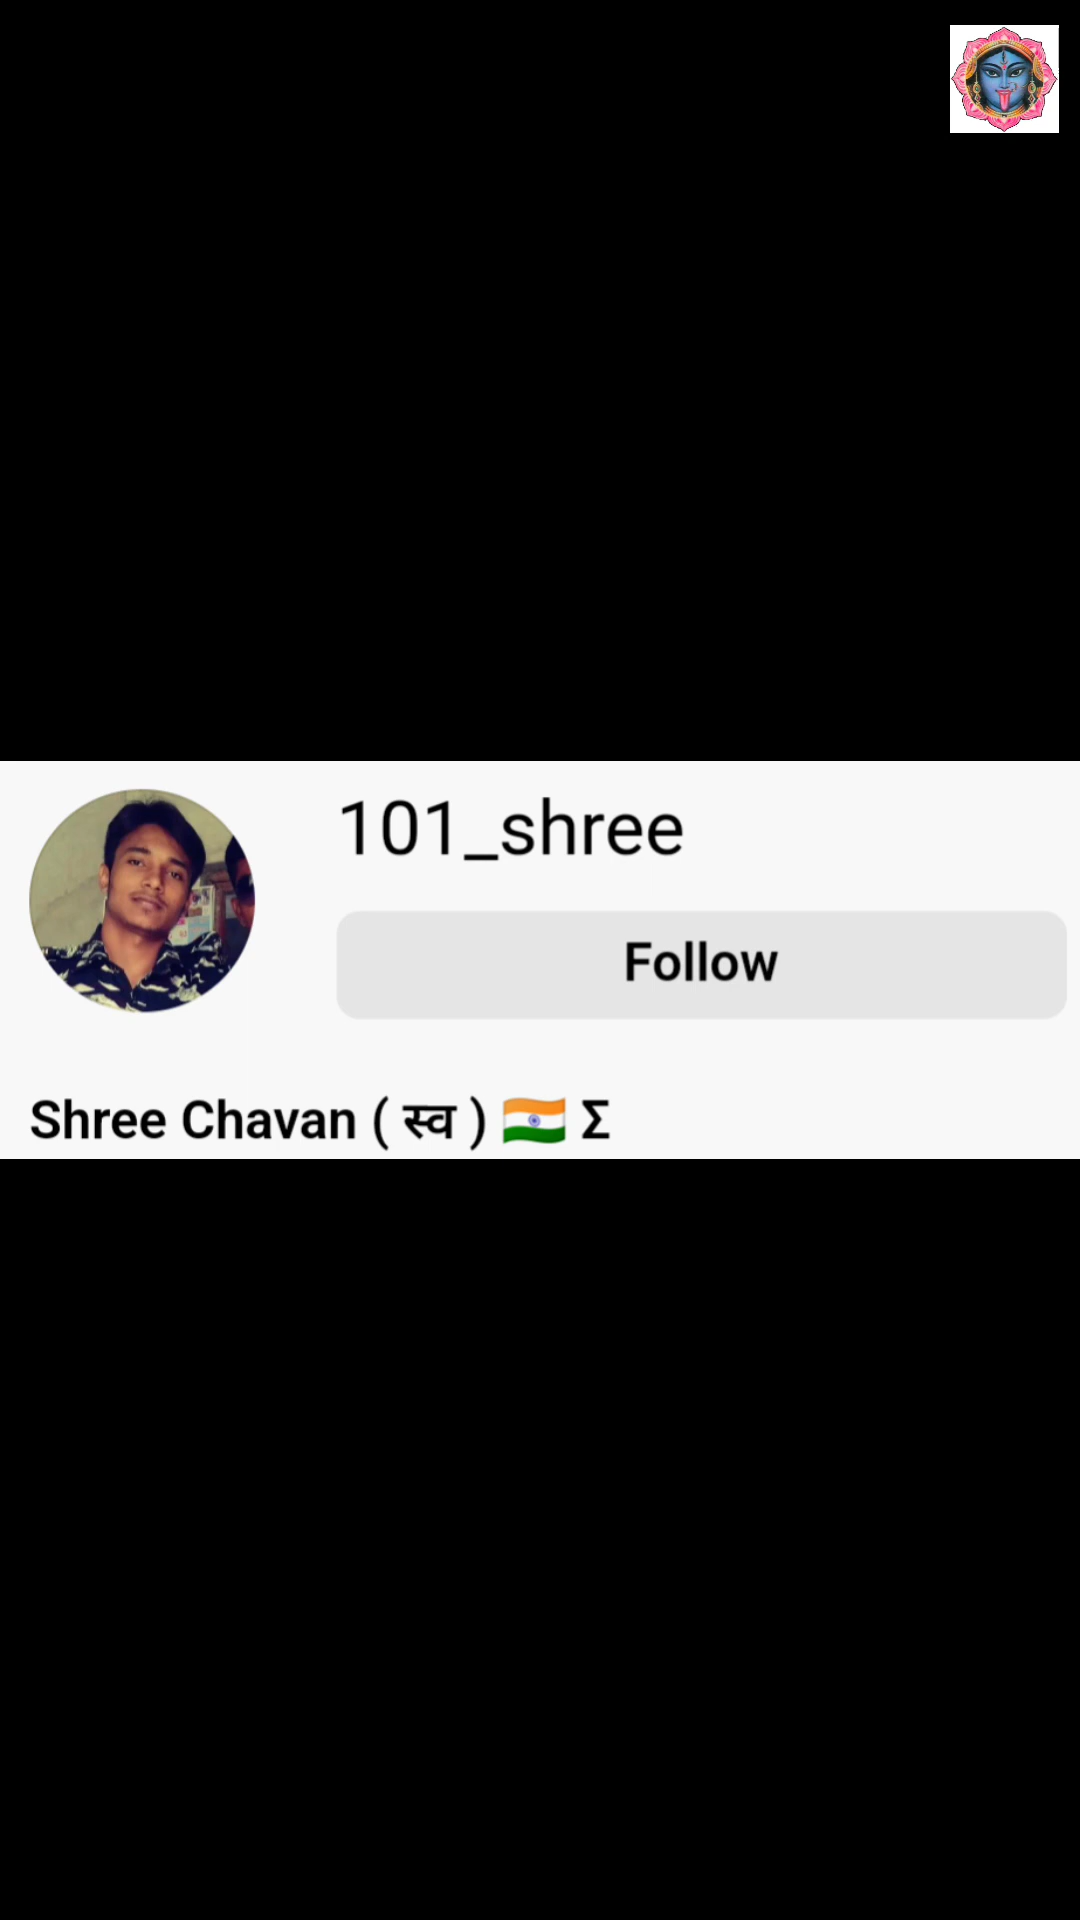 101_shree
Follow
Shree Chavan ( स्व ) 🇮🇳 Σ